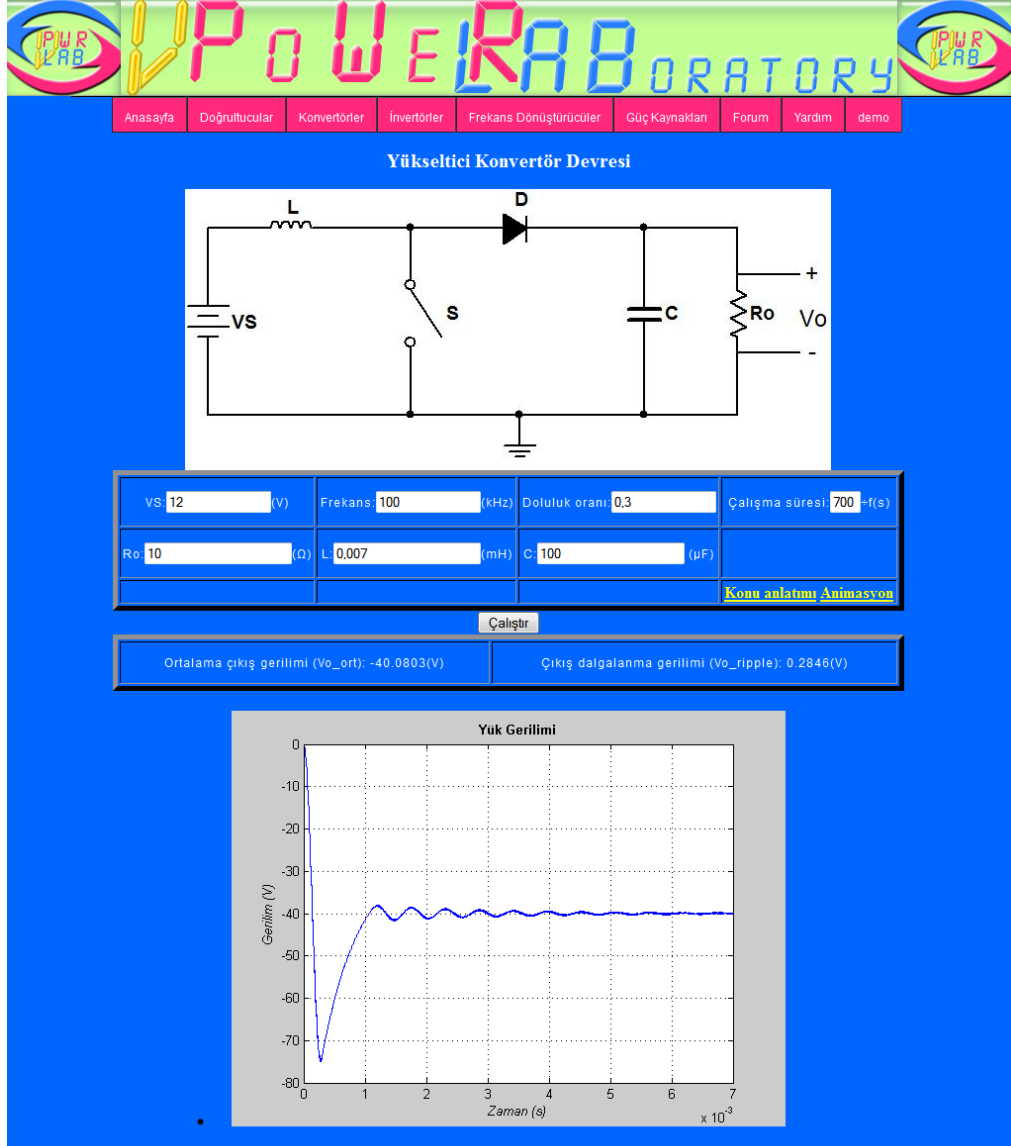 PWR VLAB
VPOWERLABORATORY
PWR VLAB
Anasayfa Doğrultucular Konvertörler İnvertörler Frekans Dönüştürücüler Güç Kaynakları Forum Yardım demo
Yükseltici Konvertör Devresi
L
D
VS
S
C
Ro
+
Vo
-
VS: 12 (V) Frekans: 100 (kHz) Doluluk oranı: 0,3 Çalışma süresi: 700 ÷f(s)
Ro: 10 (Ω) L: 0,007 (mH) C: 100 (µF)
Konu anlatımı Animasyon
Çalıştır
Ortalama çıkış gerilimi (Vo_ort): -40.0803(V) Çıkış dalgalanma gerilimi (Vo_ripple): 0.2846(V)
Yük Gerilimi
0
-10
-20
-30
-40
-50
-60
-70
-80
Gerilim (V)
0 1 2 3 4 5 6 7
Zaman (s)
x 10-3